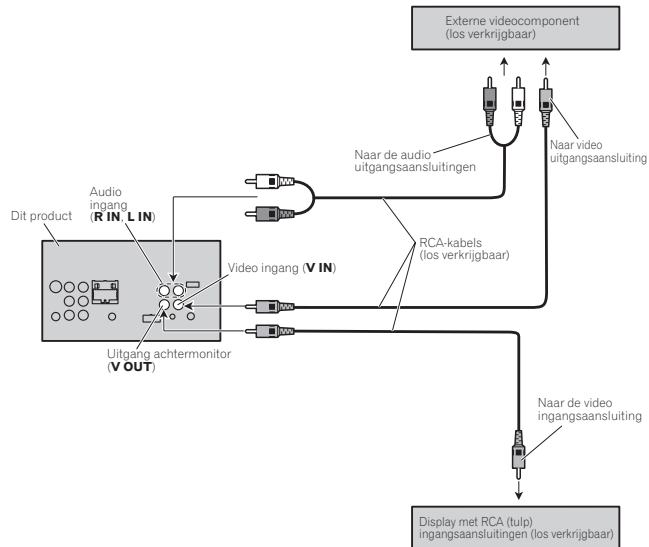 Externe videocomponent
(los verkrijgbaar)
Naar de audio
uitgangsaansluitingen
Naar video
uitgangsaansluiting
Audio
ingang
(R IN, L IN)
Dit product
RCA-kabels
(los verkrijgbaar)
Video ingang (V IN)
Uitgang achtermonitor
(V OUT)
Naar de video
ingangsaansluiting
Display met RCA (tulp)
ingangsaansluitingen (los verkrijgbaar)